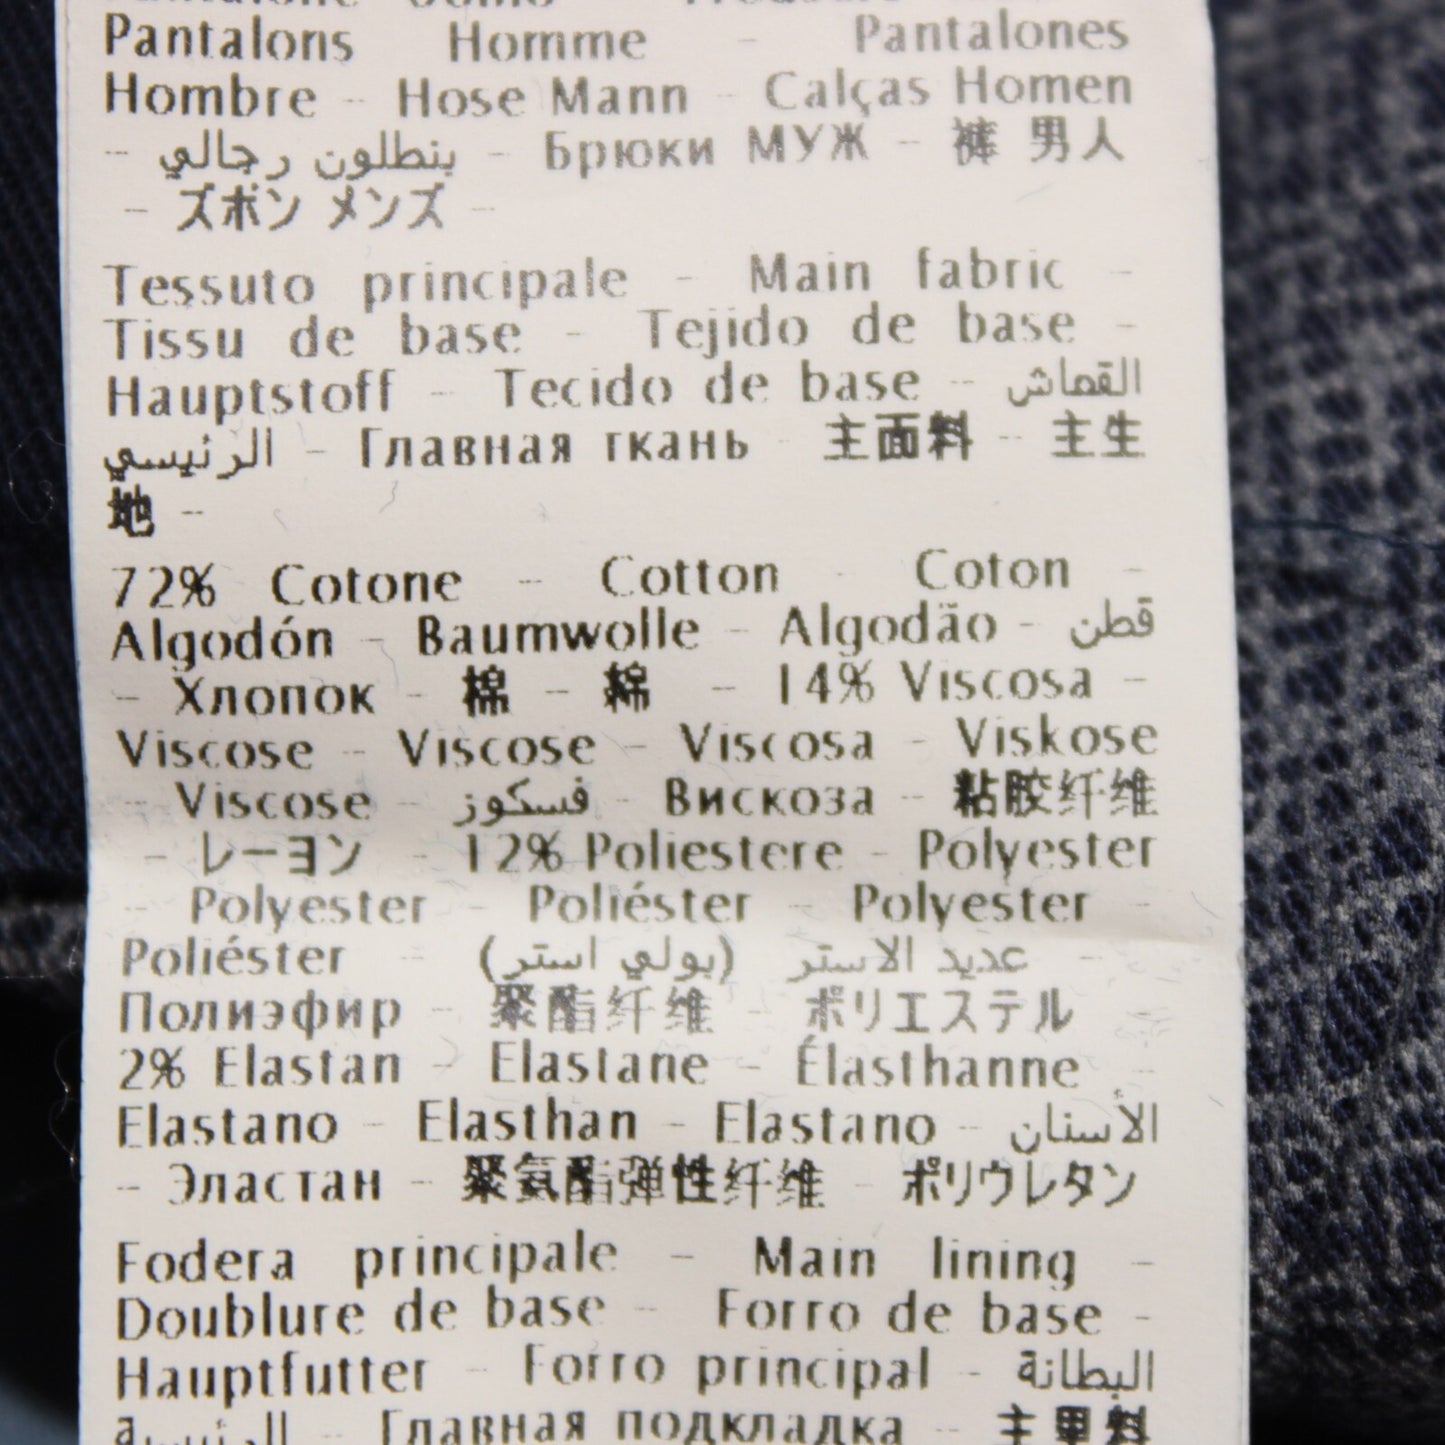 Pantalons Homme - Pantalones
Hombre - Hose Mann - Calças Homen
- بنطلون رجالي - Брюки МУЖ - 裤 男人
- ズボン メンズ -
Tessuto principale - Main fabric -
Tissu de base - Tejido de base -
Hauptstoff - Tecido de base - القماش
الرئيسي - Главная ткань - 主面料 - 主生
地 -
72% Cotone - Cotton - Coton -
Algodón - Baumwolle - Algodão - قطن
- Хлопок - 棉 - 綿 - 14% Viscosa -
Viscose - Viscose - Viscosa - Viskose
- Viscose - فسكوز - Вискоза - 粘胶纤维
- レーヨン - 12% Poliestere - Polyester
- Polyester - Poliéster - Polyester -
Poliéster - عديد الاستر (بولي استر) -
Полиэфир - 聚酯纤维 - ポリエステル
2% Elastan - Elastane - Élasthanne -
Elastano - Elasthan - Elastano - الأسنان
- Эластан - 聚氨酯弹性纤维 - ポリウレタン
Fodera principale - Main lining -
Doublure de base - Forro de base -
Hauptfutter - Forro principal - البطانة
الرئيسية - Главная подкладка - 主里料